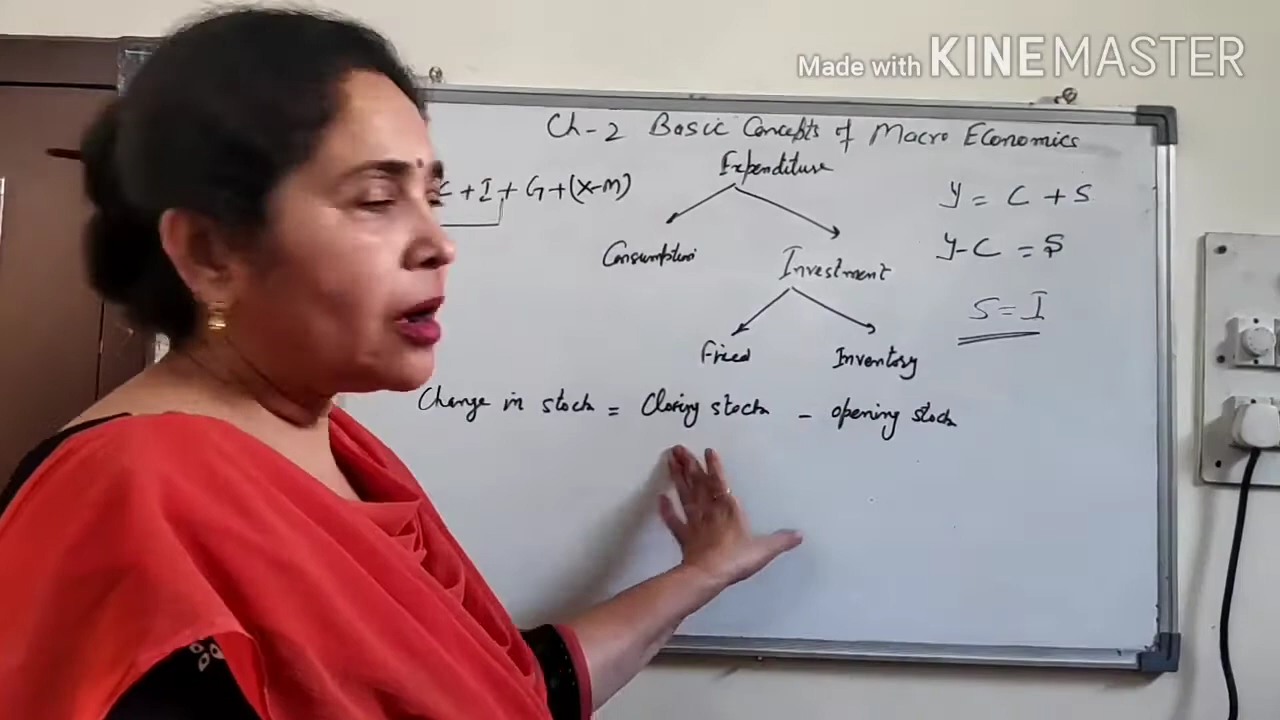 Made with KINEMASTER
Ch-2 Basic Concepts of Macro Economics
Expenditure
C + I + G + (X-M)
Y = C + S
Consumption
Investment
Y-C = S
S = I
Fixed
Inventory
Change in stock = Closing stock - opening stock